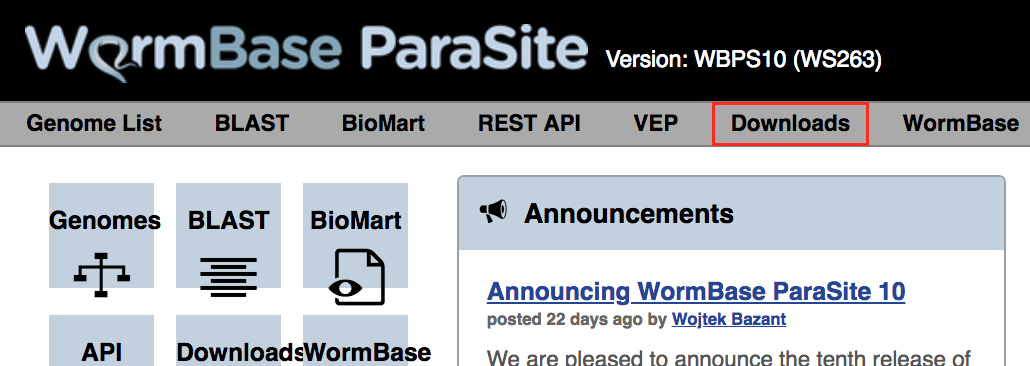 WormBase ParaSite Version: WBPS10 (WS263)
Genome List BLAST BioMart REST API VEP Downloads WormBase
Genomes BLAST BioMart
API Downloads WormBase
Announcements
Announcing WormBase ParaSite 10
posted 22 days ago by Wojtek Bazant
We are pleased to announce the tenth release of